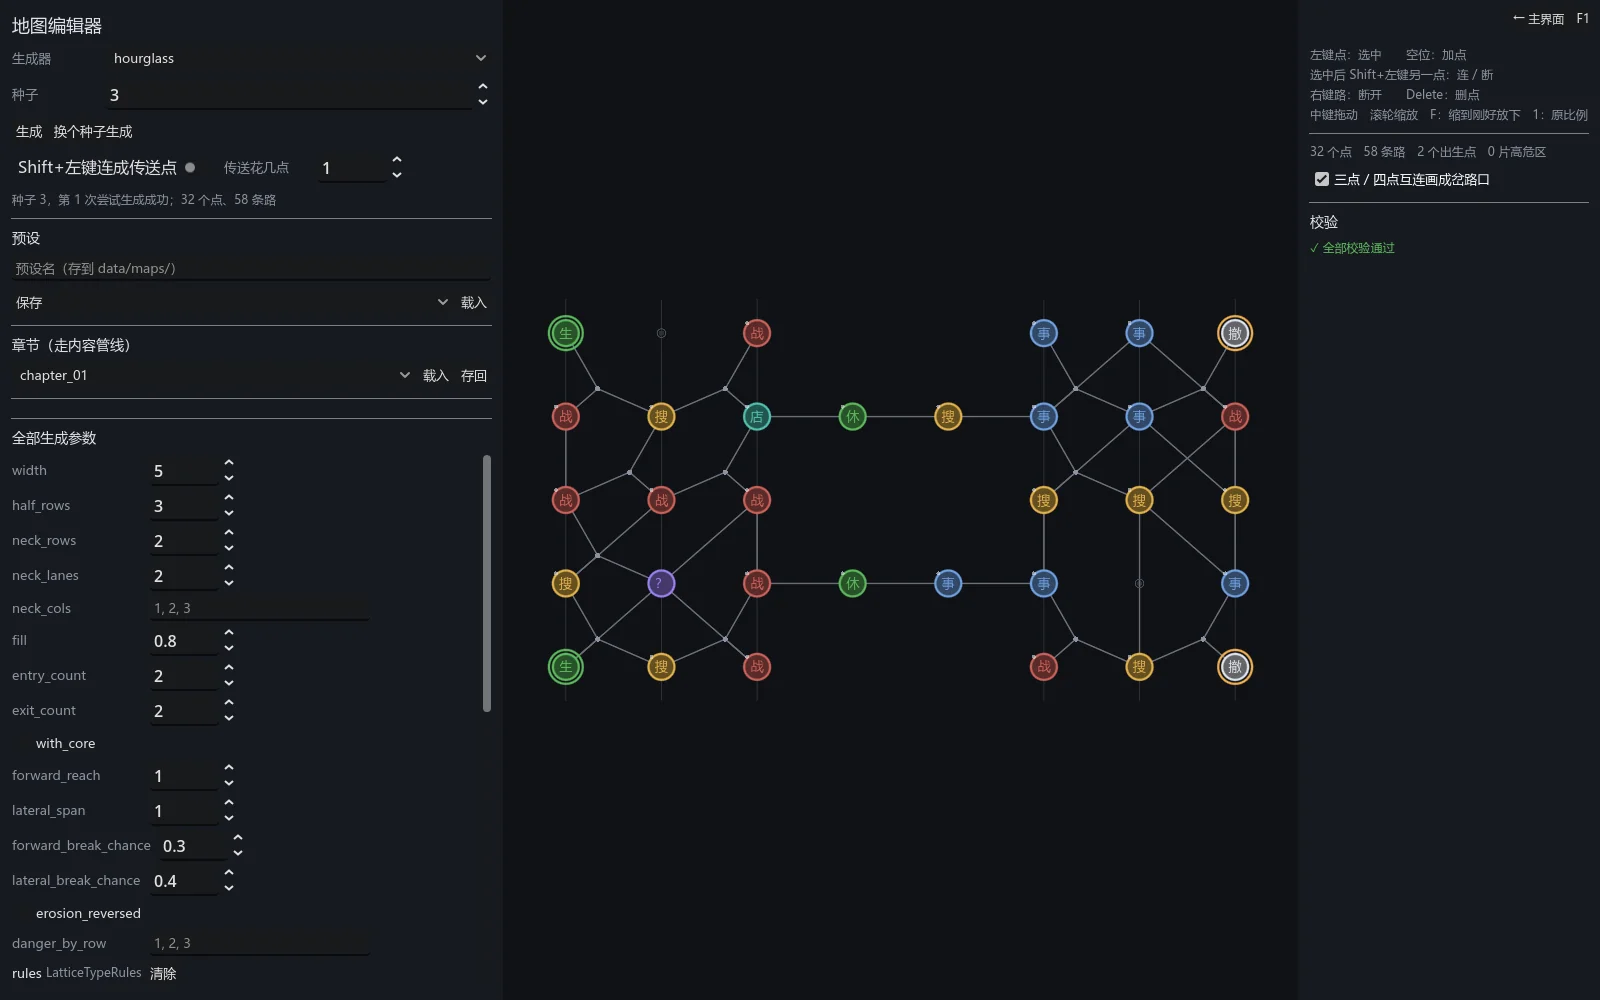 地图编辑器
生成器 hourglass
种子 3
生成 换个种子生成
Shift+左键连成传送点 传送花几点 1
种子 3，第 1 次尝试生成成功；32 个点、58 条路
预设
预设名（存到 data/maps/）
保存 载入
章节（走内容管线）
chapter_01 载入 存回
全部生成参数
width 5
half_rows 3
neck_rows 2
neck_lanes 2
neck_cols 1, 2, 3
fill 0.8
entry_count 2
exit_count 2
with_core
forward_reach 1
lateral_span 1
forward_break_chance 0.3
lateral_break_chance 0.4
erosion_reversed
danger_by_row 1, 2, 3
rules LatticeTypeRules 清除
生 战 事 事 撤
战 搜 店 休 搜 事 事 战
战 战 战 搜 搜 搜
搜 ? 战 休 事 事 事
生 搜 战 战 搜 撤
←主界面 F1
左键点：选中 空位：加点
选中后 Shift+左键另一点：连 / 断
右键路：断开 Delete：删点
中键拖动 滚轮缩放 F：缩到刚好放下 1：原比例
32 个点 58 条路 2 个出生点 0 片高危区
三点 / 四点互连画成岔路口
校验
✓ 全部校验通过